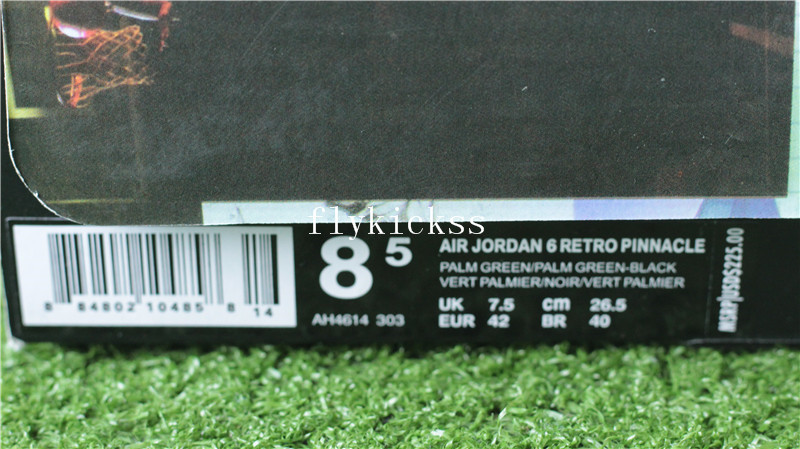 flykickss
8 5
AIR JORDAN 6 RETRO PINNACLE
PALM GREEN/PALM GREEN-BLACK
VERT PALMIER/NOIR/VERT PALMIER
UK 7.5 cm 26.5
EUR 42 BR 40
8 84802 10485 8 14
AH4614 303
MSRP|USD$225.00